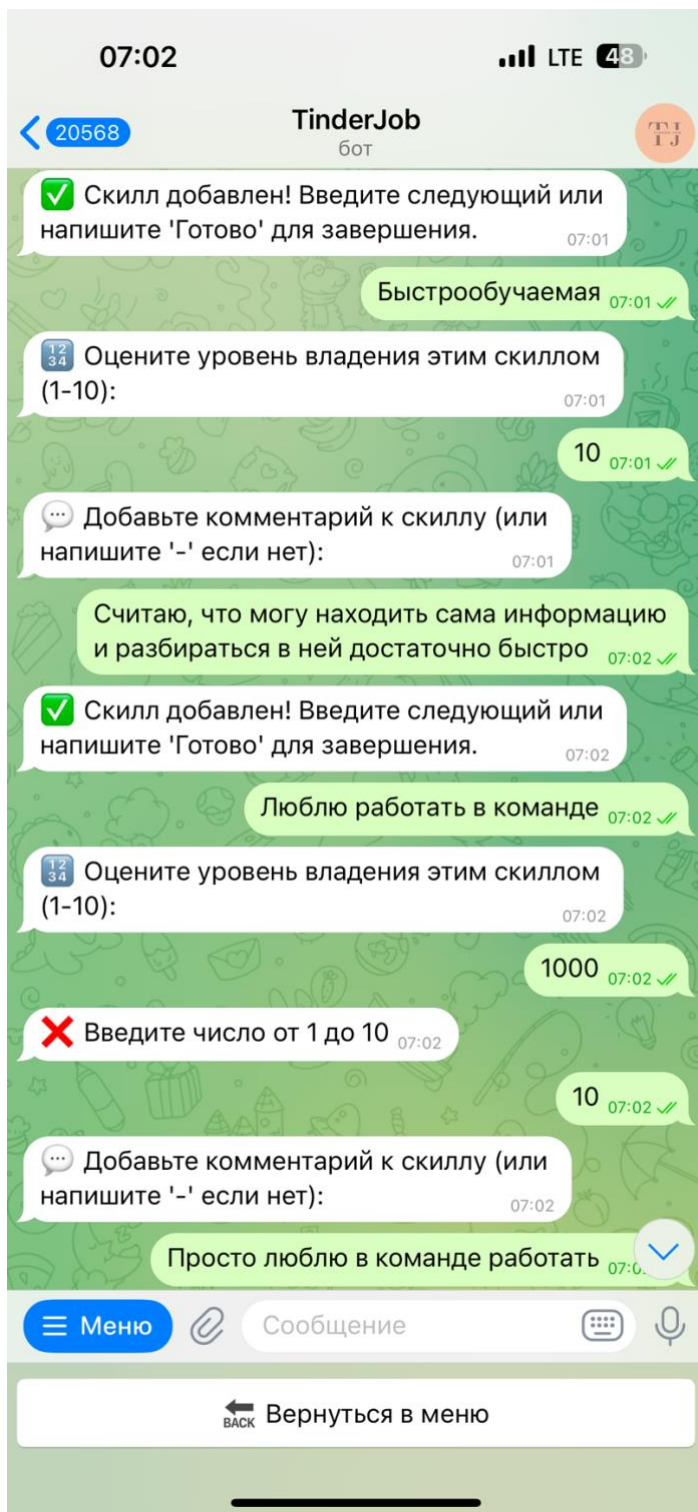 07:02
LTE 48
20568
TinderJob
бот
TJ
✅ Скилл добавлен! Введите следующий или
напишите 'Готово' для завершения. 07:01
Быстрообучаемая 07:01
🔢 Оцените уровень владения этим скиллом
(1-10): 07:01
10 07:01
💬 Добавьте комментарий к скиллу (или
напишите '-' если нет): 07:01
Считаю, что могу находить сама информацию
и разбираться в ней достаточно быстро 07:02
✅ Скилл добавлен! Введите следующий или
напишите 'Готово' для завершения. 07:02
Люблю работать в команде 07:02
🔢 Оцените уровень владения этим скиллом
(1-10): 07:02
1000 07:02
❌ Введите число от 1 до 10 07:02
10 07:02
💬 Добавьте комментарий к скиллу (или
напишите '-' если нет): 07:02
Просто люблю в команде работать
Меню
Сообщение
BACK Вернуться в меню